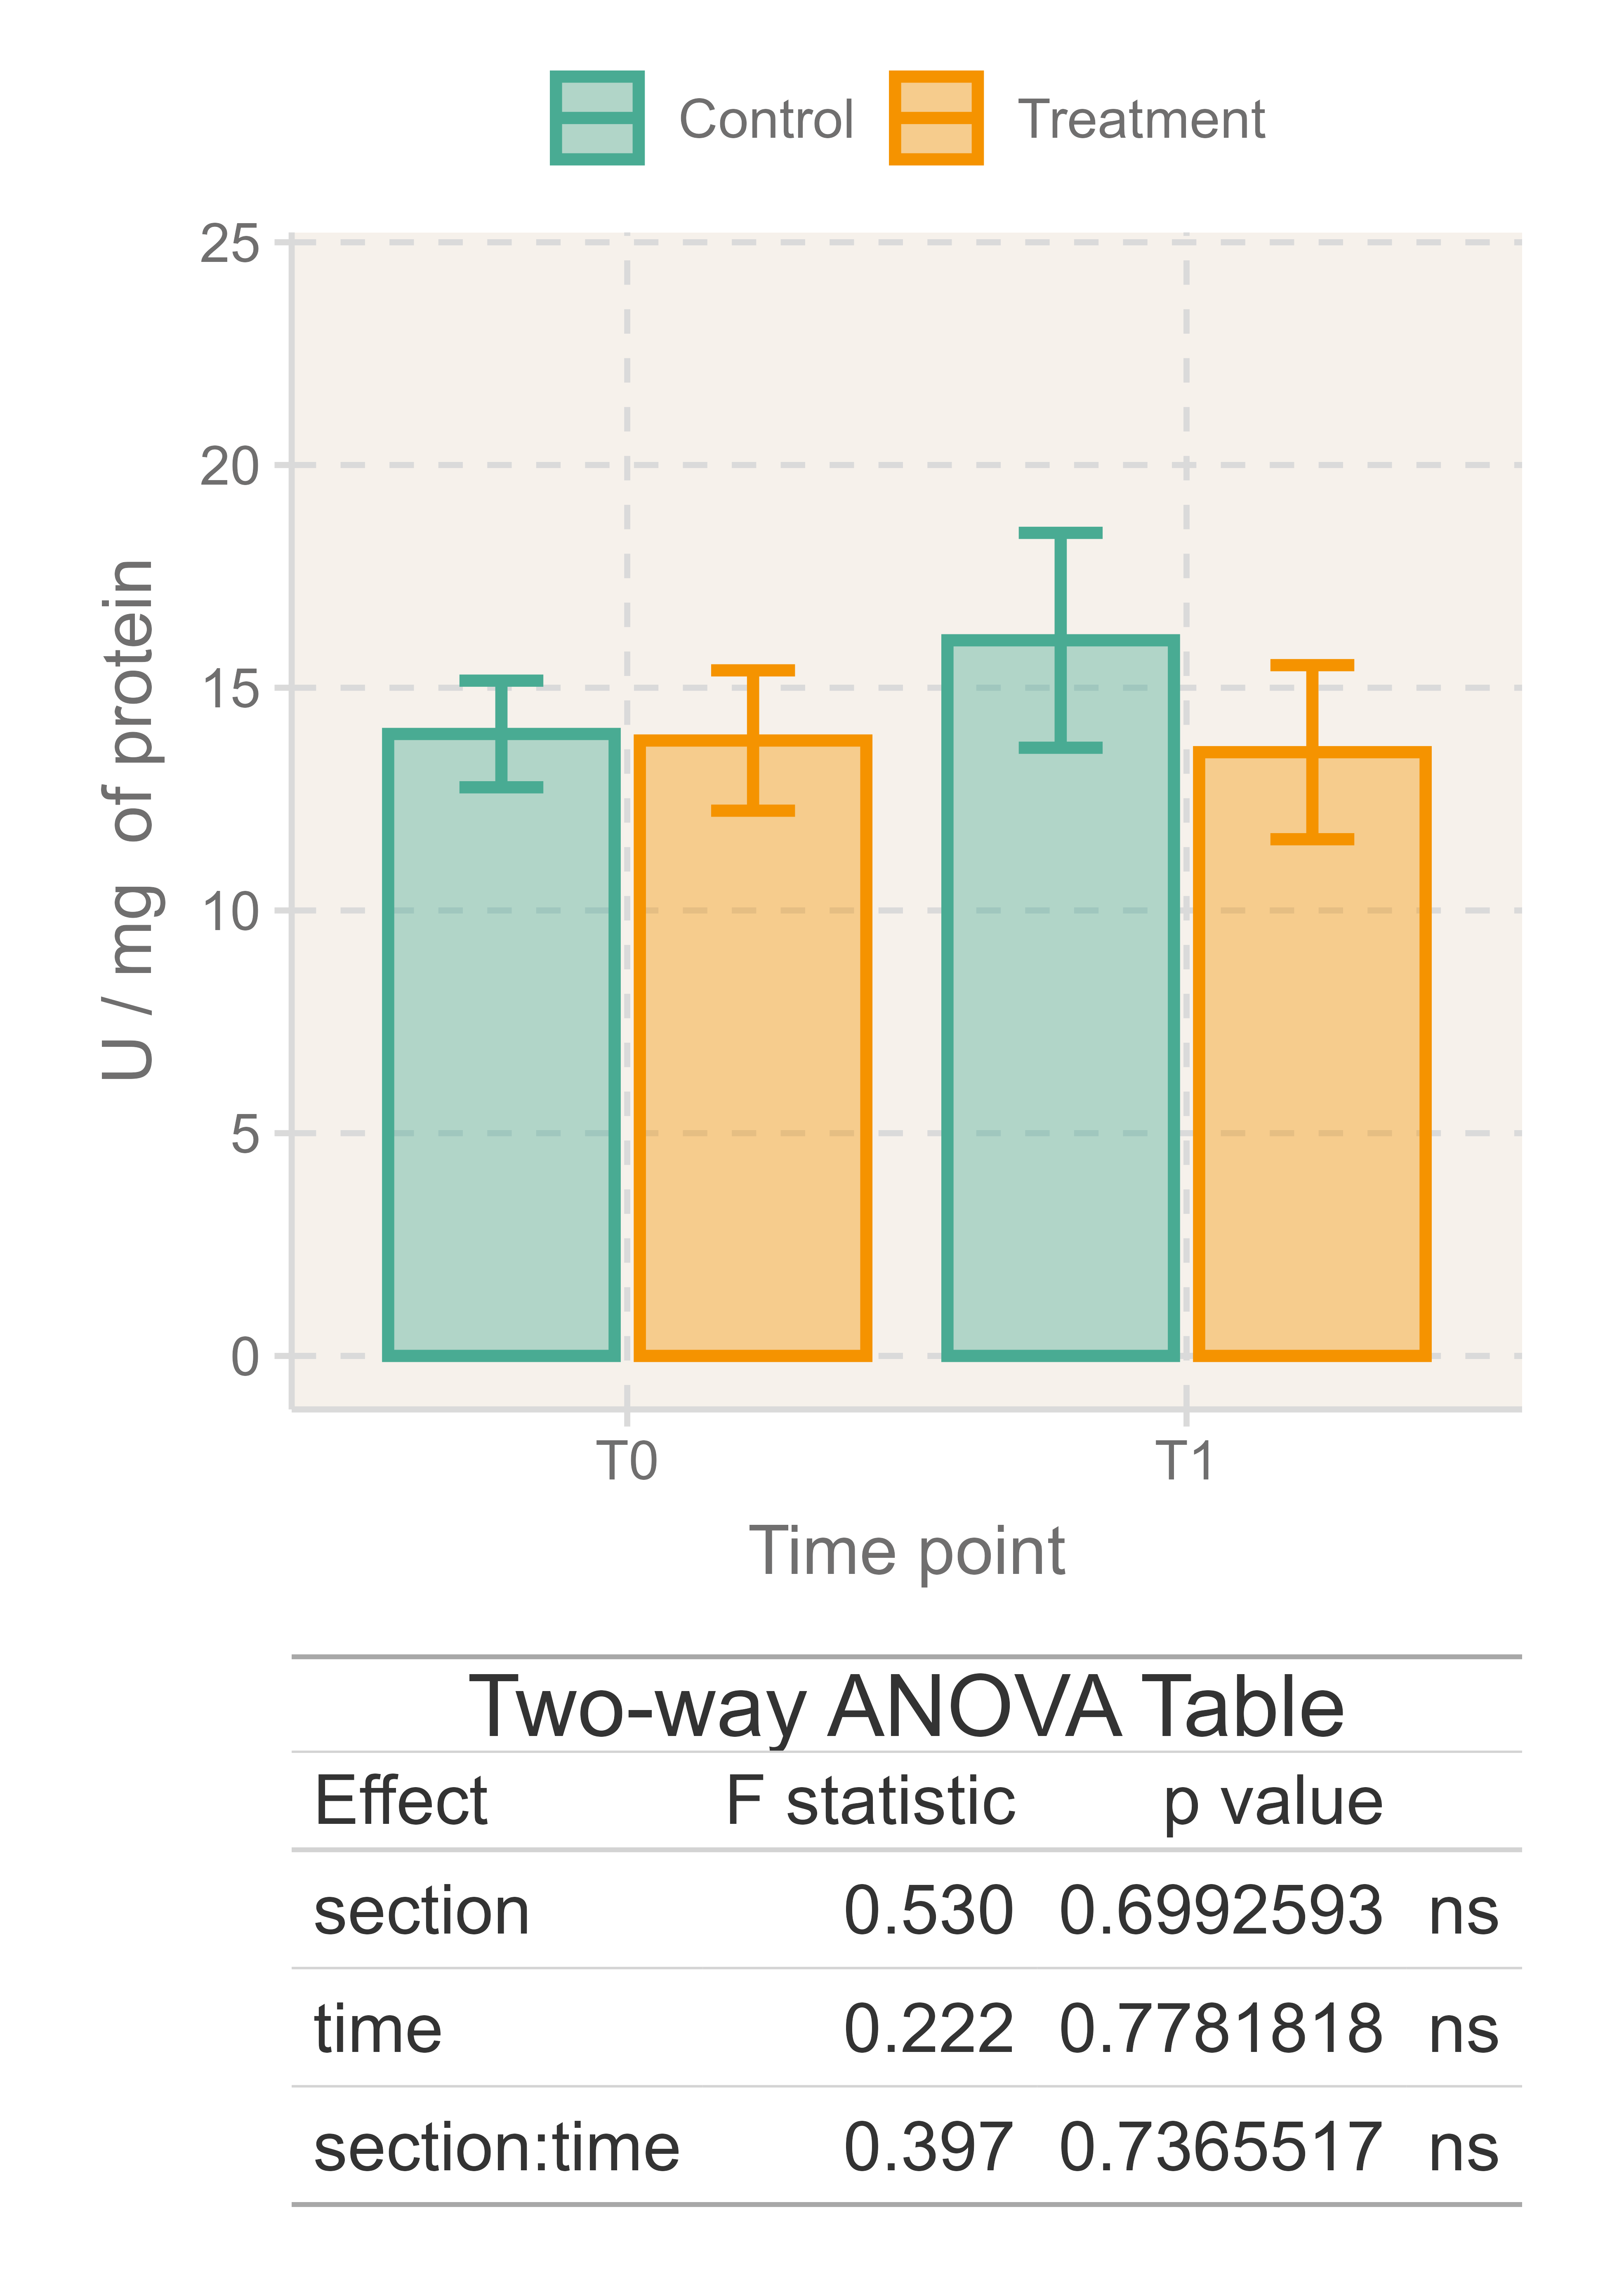 Control Treatment
25
20
15
10
5
0
U / mg of protein
T0 T1
Time point
Two-way ANOVA Table
Effect F statistic p value
section 0.530 0.6992593 ns
time 0.222 0.7781818 ns
section:time 0.397 0.7365517 ns